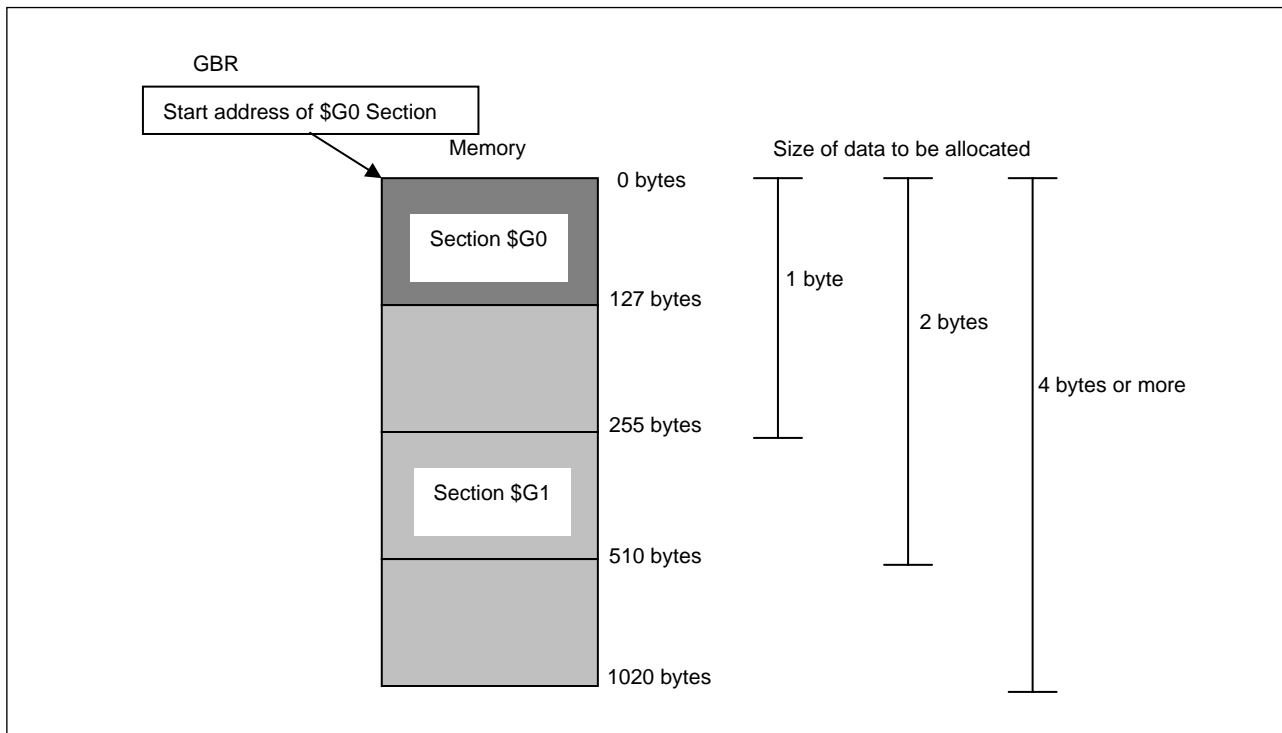 GBR
Start address of $G0 Section
Memory
Size of data to be allocated
0 bytes
Section $G0
1 byte
127 bytes
2 bytes
4 bytes or more
255 bytes
Section $G1
510 bytes
1020 bytes